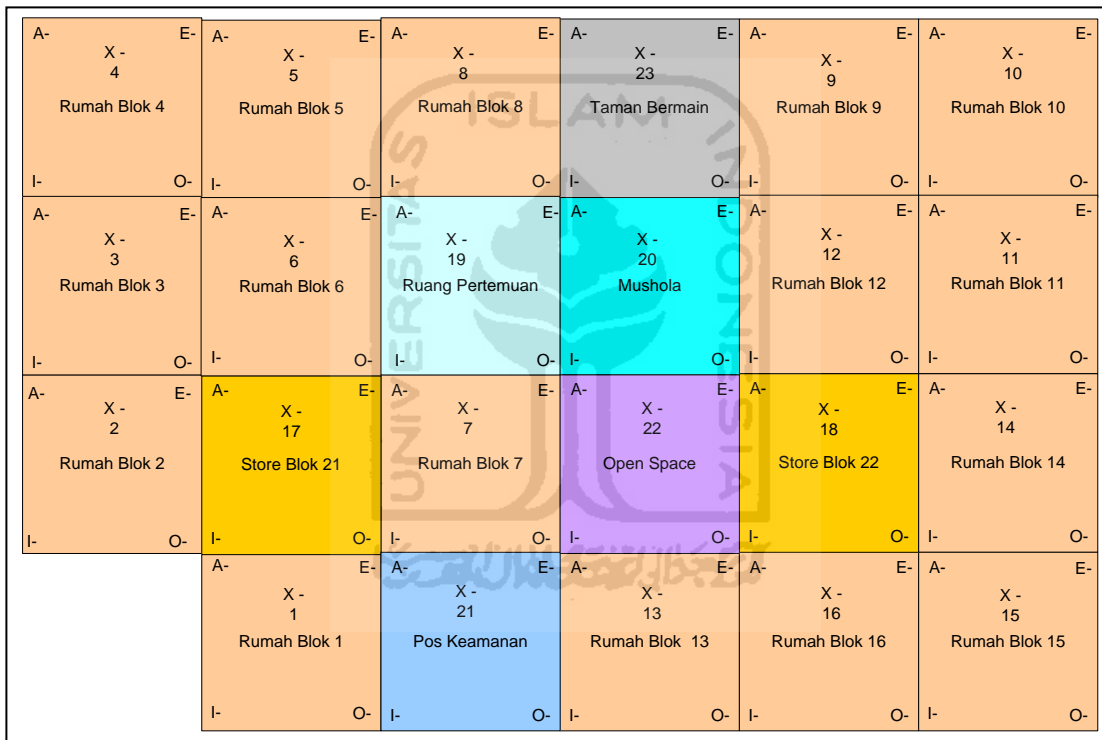 A- E- A- E- A- E- A- E- A- E- A- E-
X - X - X - X - X - X -
4 5 8 23 9 10
Rumah Blok 4 Rumah Blok 5 Rumah Blok 8 Taman Bermain Rumah Blok 9 Rumah Blok 10
I- O- I- O- I- O- I- O- I- O- I- O-
A- E- A- E- A- E- A- E- A- E- A- E-
X - X - X - X - X - X -
3 6 19 20 12 11
Rumah Blok 3 Rumah Blok 6 Ruang Pertemuan Mushola Rumah Blok 12 Rumah Blok 11
I- O- I- O- I- O- I- O- I- O- I- O-
A- E- A- E- A- E- A- E- A- E- A- E-
X - X - X - X - X - X -
2 17 7 22 18 14
Rumah Blok 2 Store Blok 21 Rumah Blok 7 Open Space Store Blok 22 Rumah Blok 14
I- O- I- O- I- O- I- O- I- O- I- O-
A- E- A- E- A- E- A- E- A- E-
X - X - X - X - X -
1 21 13 16 15
Rumah Blok 1 Pos Keamanan Rumah Blok 13 Rumah Blok 16 Rumah Blok 15
I- O- I- O- I- O- I- O- I- O-
UNIVERSITAS
ISLAM
INDONESIA